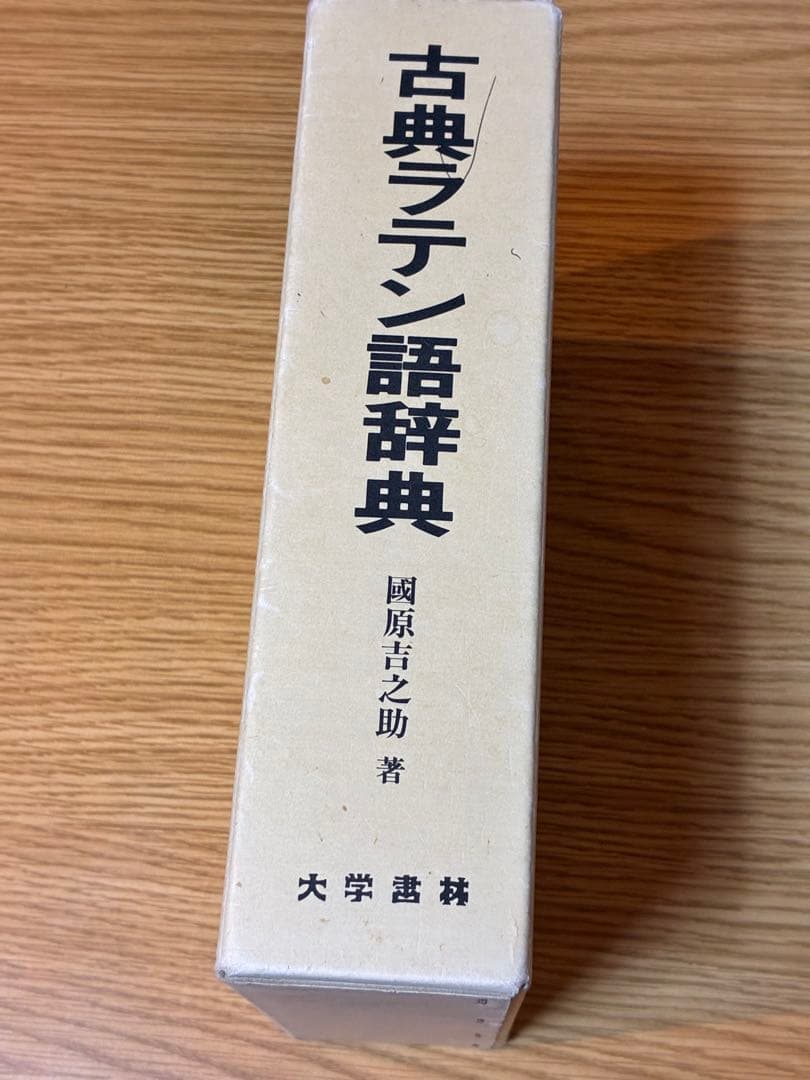 古典ラテン語辞典
國原吉之助 著
大学書林